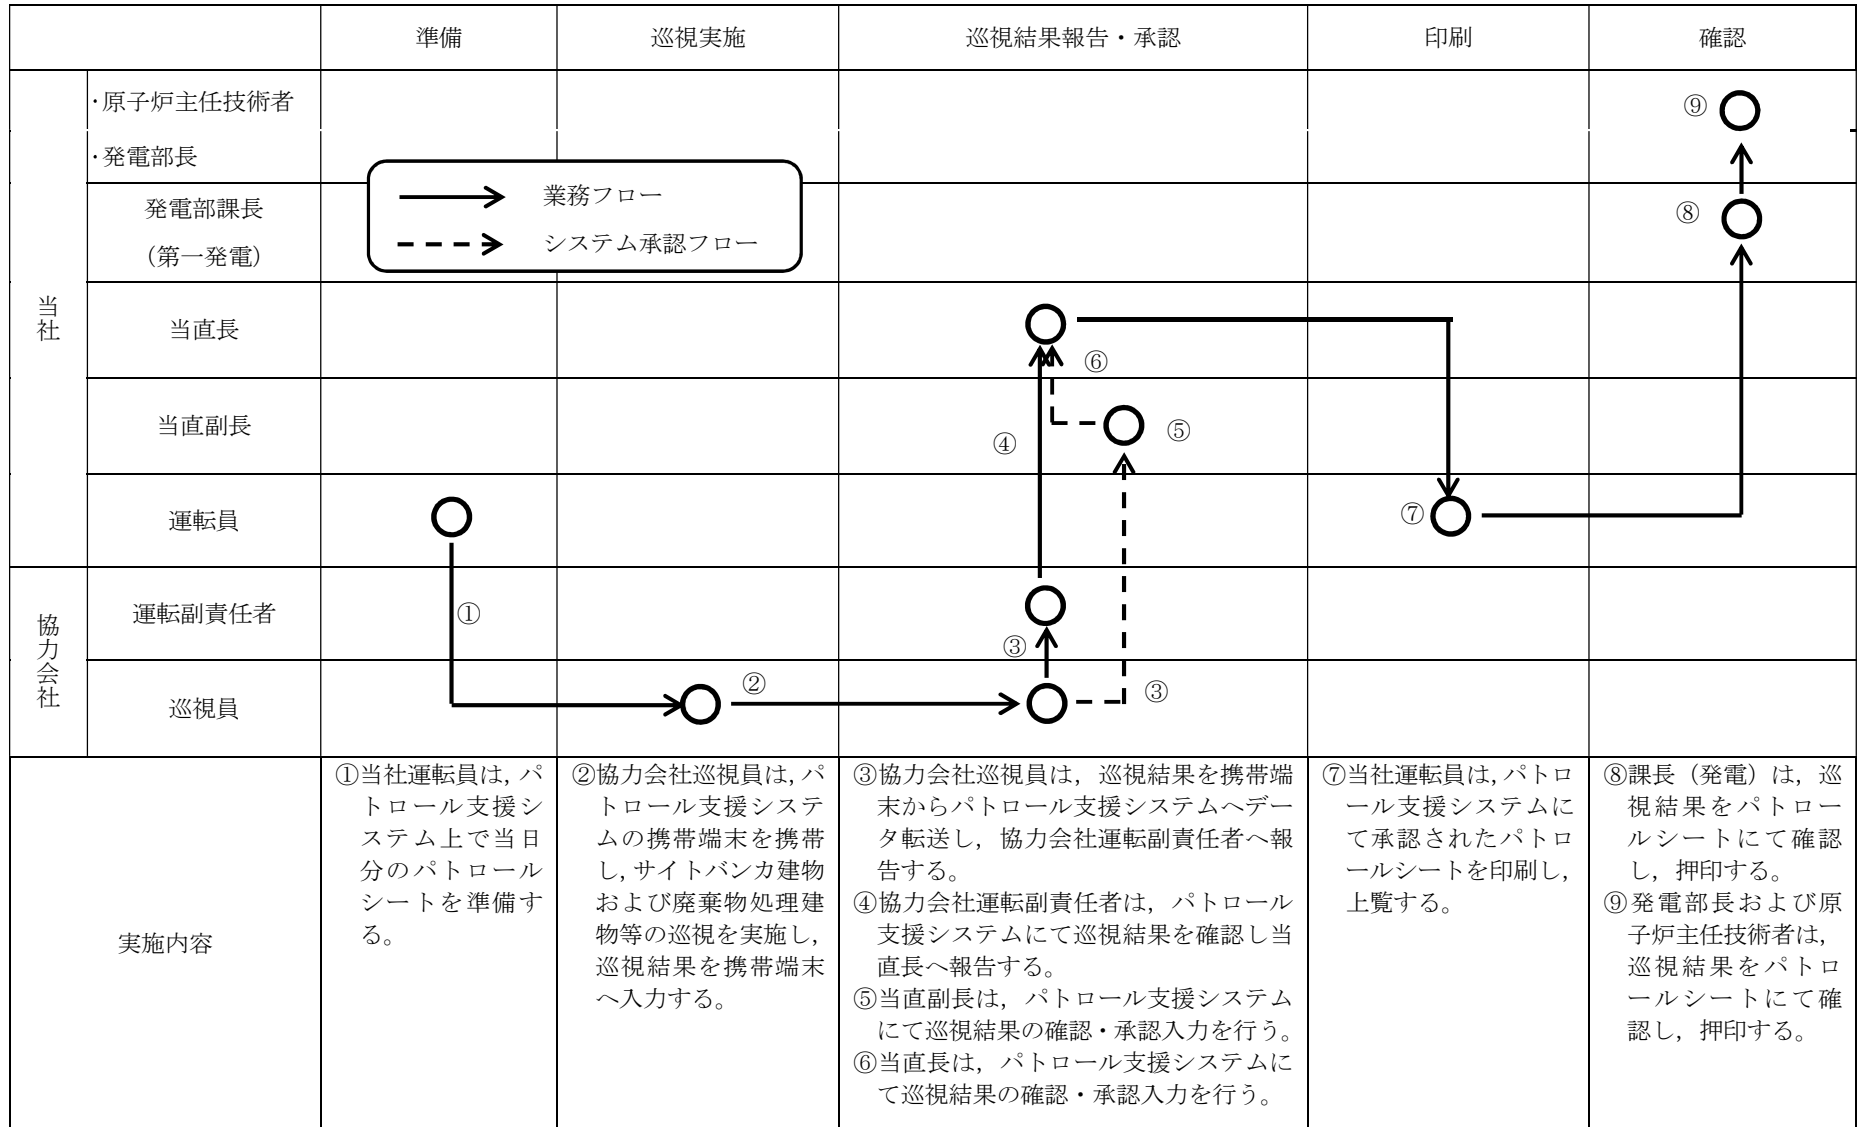 準備
巡視実施
巡視結果報告・承認
印刷
確認
当社
・原子炉主任技術者
・発電部長
⑨
発電部課長
（第一発電）
⑧
業務フロー
システム承認フロー
当直長
⑥
当直副長
④
⑤
運転員
⑦
協力会社
運転副責任者
①
③
巡視員
②
③
実施内容
①当社運転員は，パ
トロール支援シ
ステム上で当日
分のパトロール
シートを準備す
る。
②協力会社巡視員は，パ
トロール支援システ
ムの携帯端末を携帯
し，サイトバンカ建物
および廃棄物処理建
物等の巡視を実施し，
巡視結果を携帯端末
へ入力する。
③協力会社巡視員は，巡視結果を携帯端
末からパトロール支援システムへデー
タ転送し，協力会社運転副責任者へ報
告する。
④協力会社運転副責任者は，パトロール
支援システムにて巡視結果を確認し当
直長へ報告する。
⑤当直副長は，パトロール支援システム
にて巡視結果の確認・承認入力を行う。
⑥当直長は，パトロール支援システムに
て巡視結果の確認・承認入力を行う。
⑦当社運転員は，パトロ
ール支援システムに
て承認されたパトロ
ールシートを印刷し，
上覧する。
⑧課長（発電）は，巡
視結果をパトロー
ルシートにて確認
し，押印する。
⑨発電部長および原
子炉主任技術者は，
巡視結果をパトロ
ールシートにて確
認し，押印する。